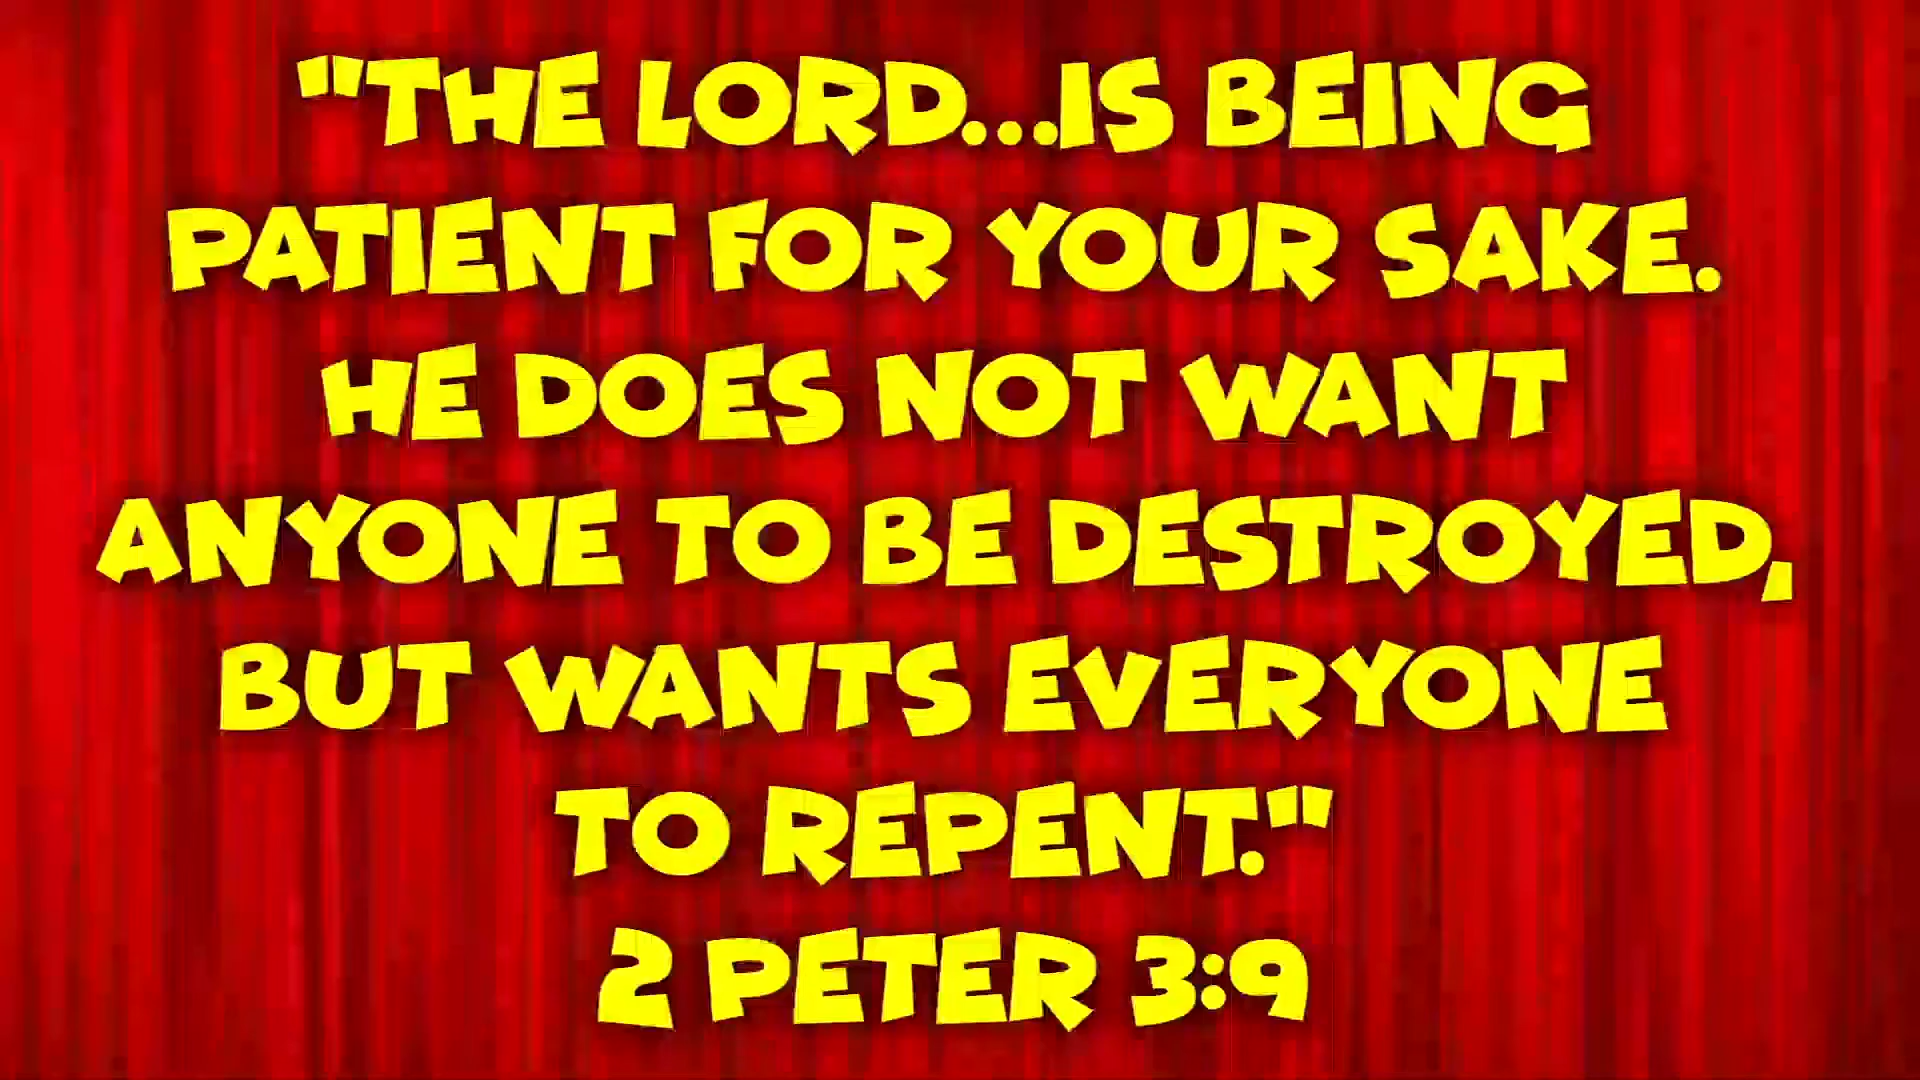 "THE LORD...IS BEING
PATIENT FOR YOUR SAKE.
HE DOES NOT WANT
ANYONE TO BE DESTROYED,
BUT WANTS EVERYONE
TO REPENT."
2 PETER 3:9